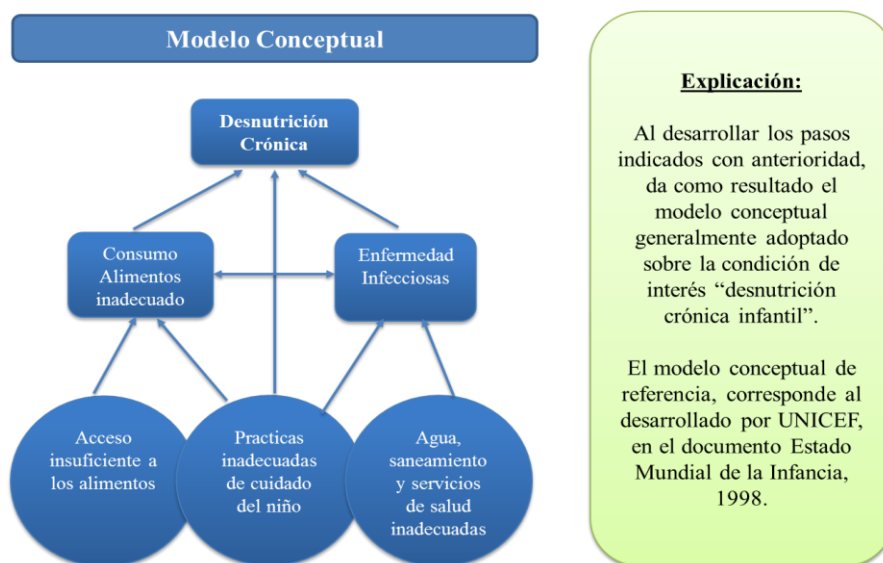 Modelo Conceptual
Desnutrición
Crónica
Consumo
Alimentos
inadecuado
Enfermedad
Infecciosas
Acceso
insuficiente a
los alimentos
Practicas
inadecuadas
de cuidado
del niño
Agua,
saneamiento
y servicios
de salud
inadecuadas
Explicación:
Al desarrollar los pasos
indicados con anterioridad,
da como resultado el
modelo conceptual
generalmente adoptado
sobre la condición de
interés “desnutrición
crónica infantil”.
El modelo conceptual de
referencia, corresponde al
desarrollado por UNICEF,
en el documento Estado
Mundial de la Infancia,
1998.